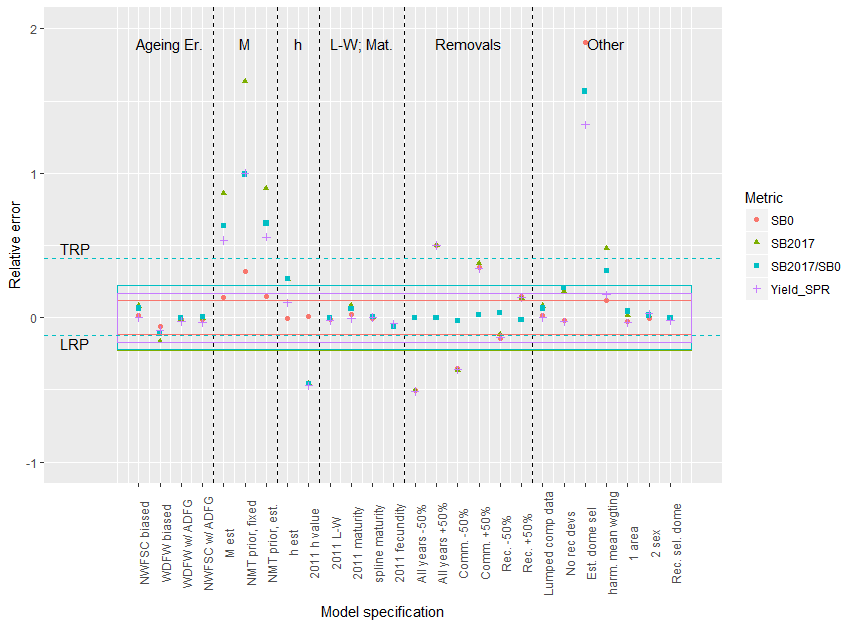 Ageing Er.
M
h
L-W; Mat.
Removals
Other
2
1
0
-1
Relative error
TRP
LRP
NWFSC biased
WDFW biased
WDFW w/ ADFG
NWFSC w/ ADFG
M est
NMT prior, fixed
NMT prior, est.
h est
2011 h value
2011 L-W
2011 maturity
spline maturity
2011 fecundity
All years -50%
All years +50%
Comm. -50%
Comm. +50%
Rec. -50%
Rec. +50%
Lumped comp data
No rec devs
Est. dome sel
harm. mean wgting
1 area
2 sex
Rec. sel. dome
Model specification
Metric
SB0
SB2017
SB2017/SB0
Yield_SPR